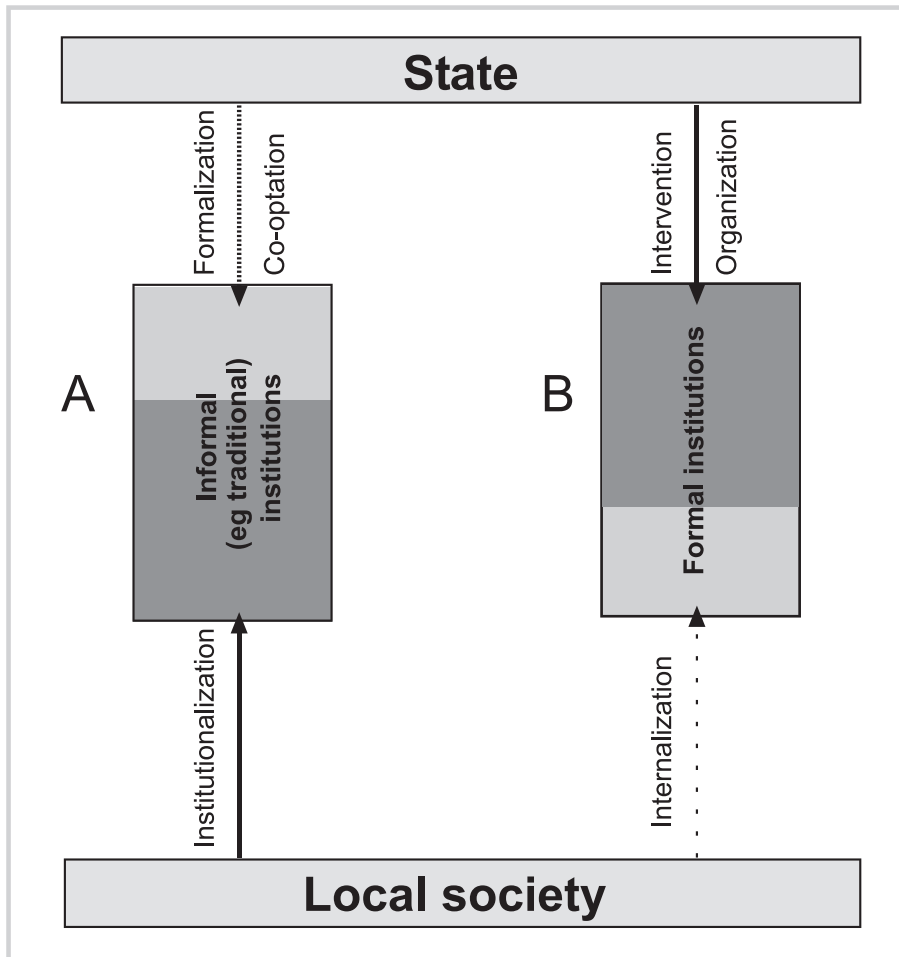 State
Formalization
Co-optation
Intervention
Organization
A
Informal
(eg traditional)
institutions
B
Formal institutions
Institutionalization
Internalization
Local society